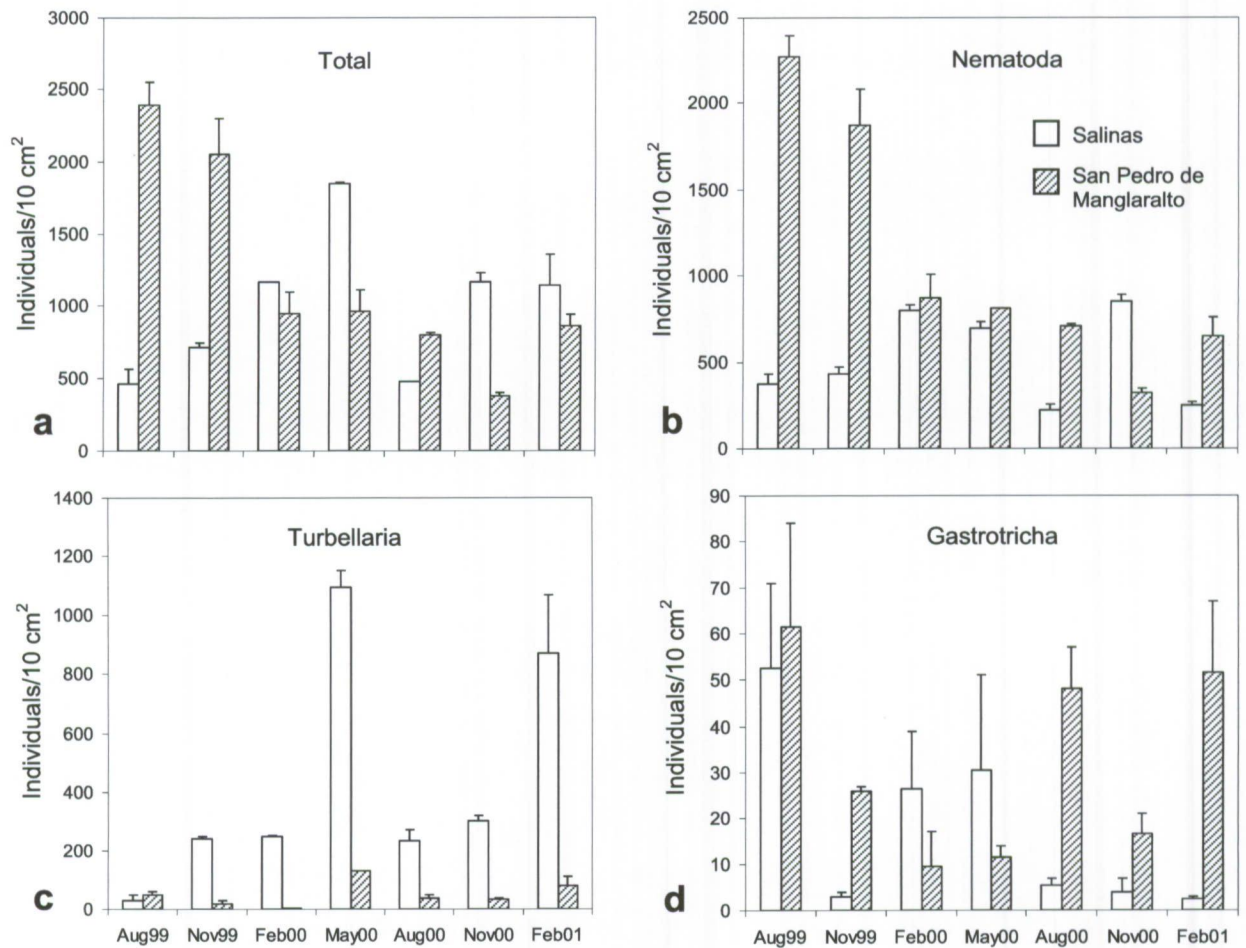 Total
Individuals/10 cm²
3000
2500
2000
1500
1000
500
0
a
Nematoda
Individuals/10 cm²
2500
2000
1500
1000
500
0
Salinas
San Pedro de
Manglaralto
b
Turbellaria
Individuals/10 cm²
1400
1200
1000
800
600
400
200
0
c
Aug99 Nov99 Feb00 May00 Aug00 Nov00 Feb01
Gastrotricha
Individuals/10 cm²
90
80
70
60
50
40
30
20
10
0
d
Aug99 Nov99 Feb00 May00 Aug00 Nov00 Feb01